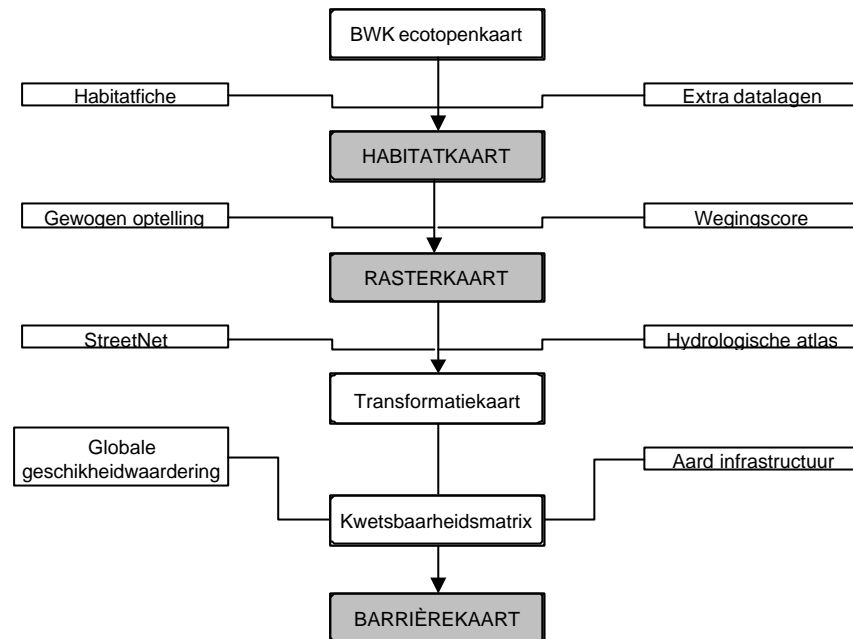 BWK ecotopenkaart
Habitatfiche
Extra datalagen
HABITATKAART
Gewogen optelling
Wegingscore
RASTERKAART
StreetNet
Hydrologische atlas
Transformatiekaart
Globale
geschikheidwaardering
Aard infrastructuur
Kwetsbaarheidsmatrix
BARRIÈREKAART